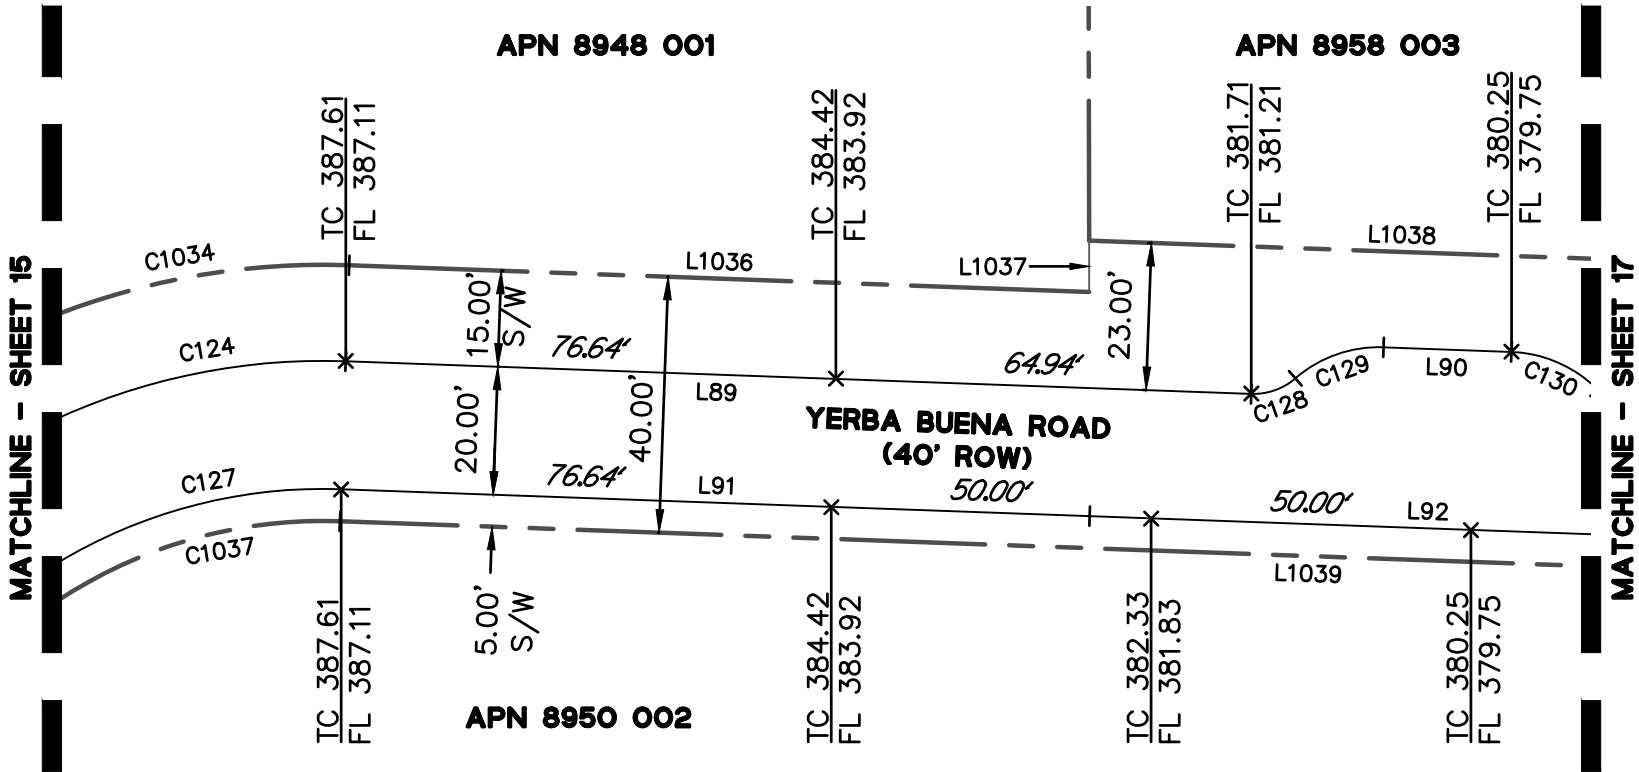 APN 8948 001
APN 8958 003
TC 387.61
FL 387.11
TC 384.42
FL 383.92
TC 381.71
FL 381.21
TC 380.25
FL 379.75
MATCHLINE - SHEET 15
MATCHLINE - SHEET 17
C1034
L1036
L1037
L1038
15.00'
S/W
23.00'
C124
76.64'
64.94'
L89
C128
C129
L90
C130
20.00'
40.00'
YERBA BUENA ROAD
(40' ROW)
C127
76.64'
L91
50.00'
50.00'
L92
C1037
L1039
5.00'
S/W
TC 387.61
FL 387.11
TC 384.42
FL 383.92
TC 382.33
FL 381.83
TC 380.25
FL 379.75
APN 8950 002